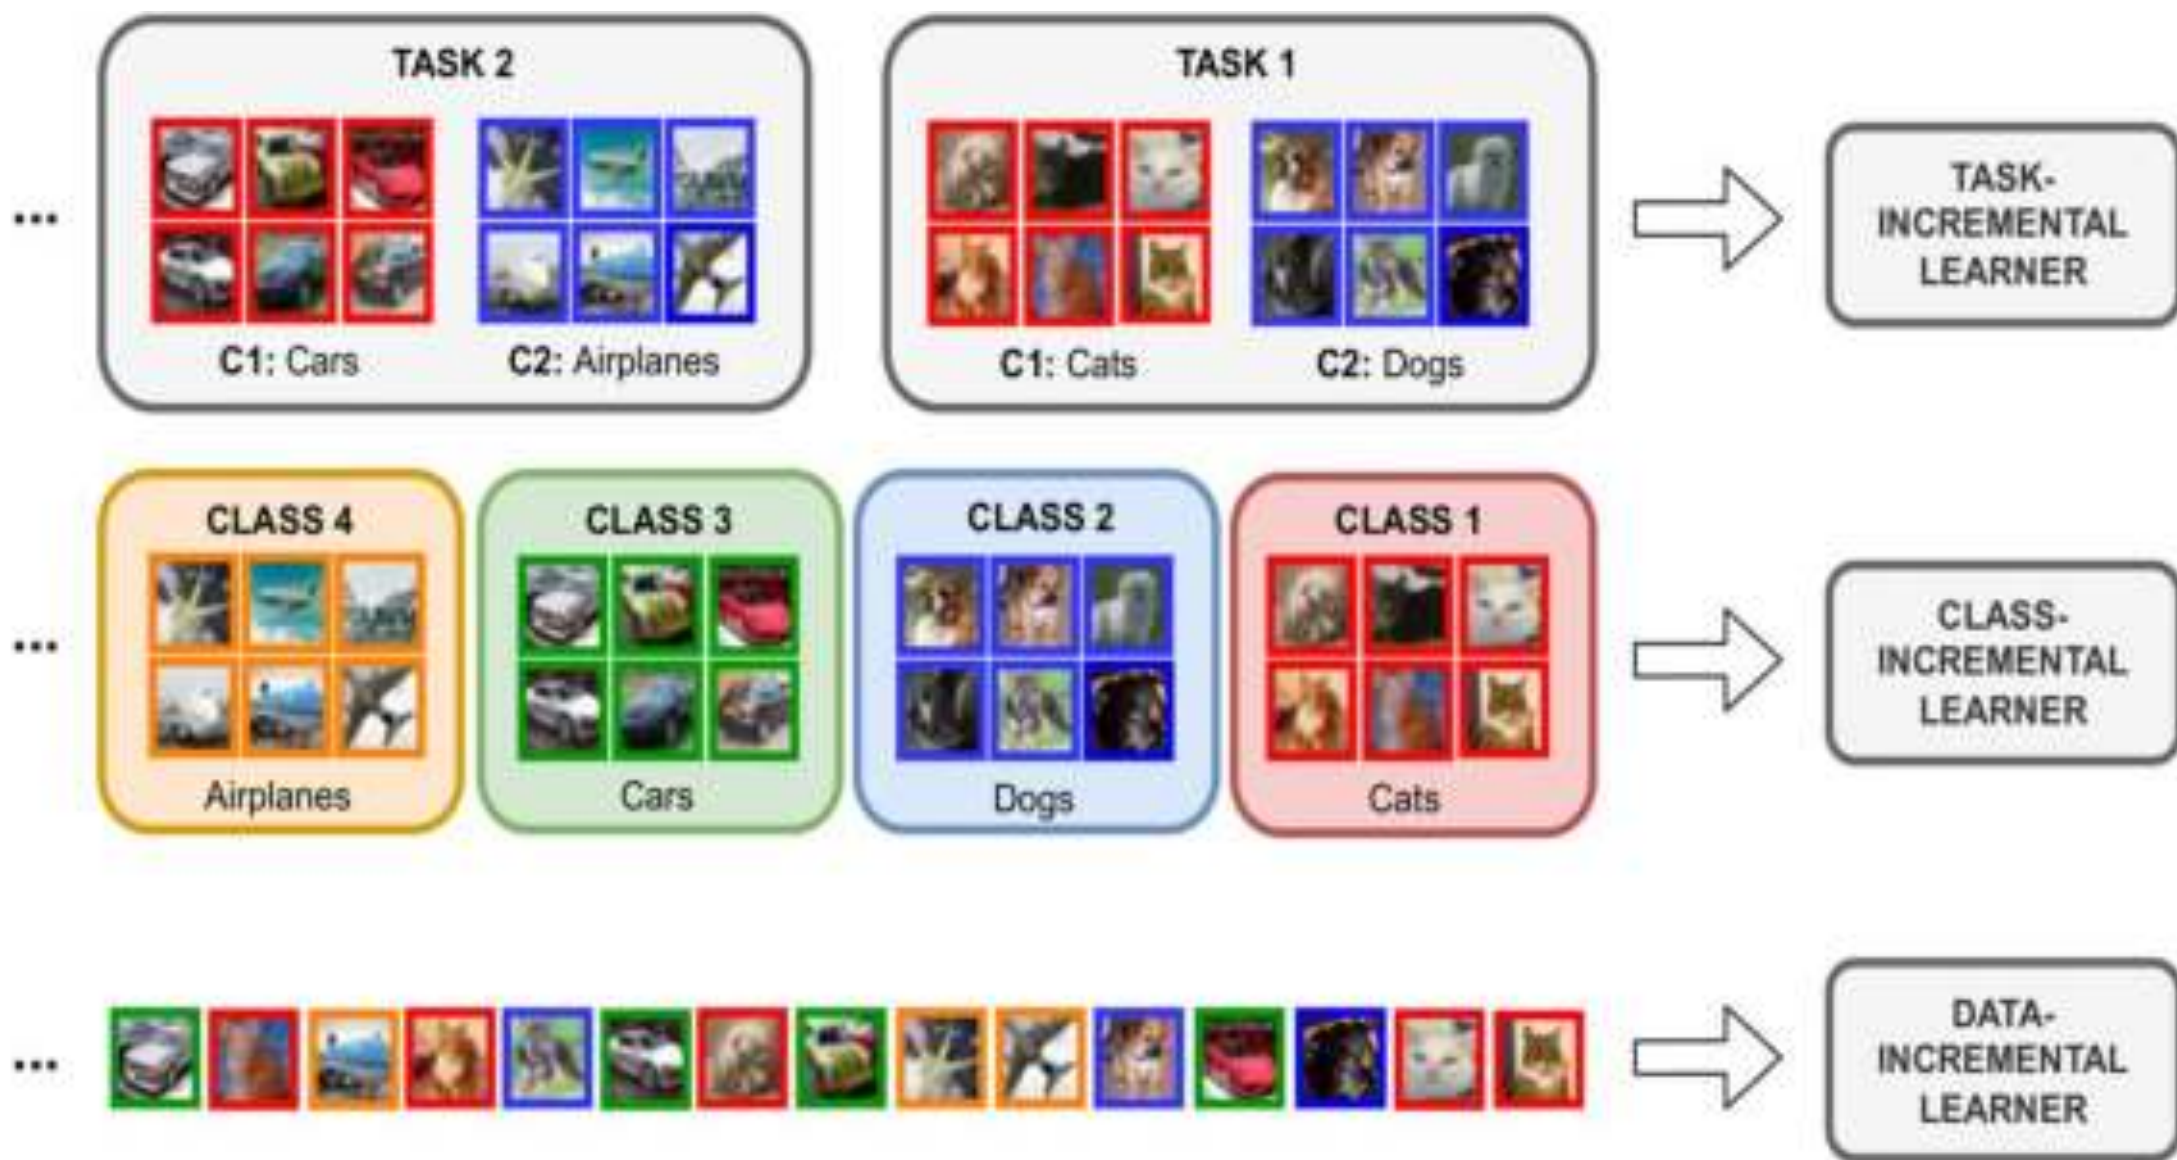 TASK 2
TASK 1
...
C1: Cars
C2: Airplanes
C1: Cats
C2: Dogs
TASK-
INCREMENTAL
LEARNER
CLASS 4
CLASS 3
CLASS 2
CLASS 1
...
Airplanes
Cars
Dogs
Cats
CLASS-
INCREMENTAL
LEARNER
...
DATA-
INCREMENTAL
LEARNER